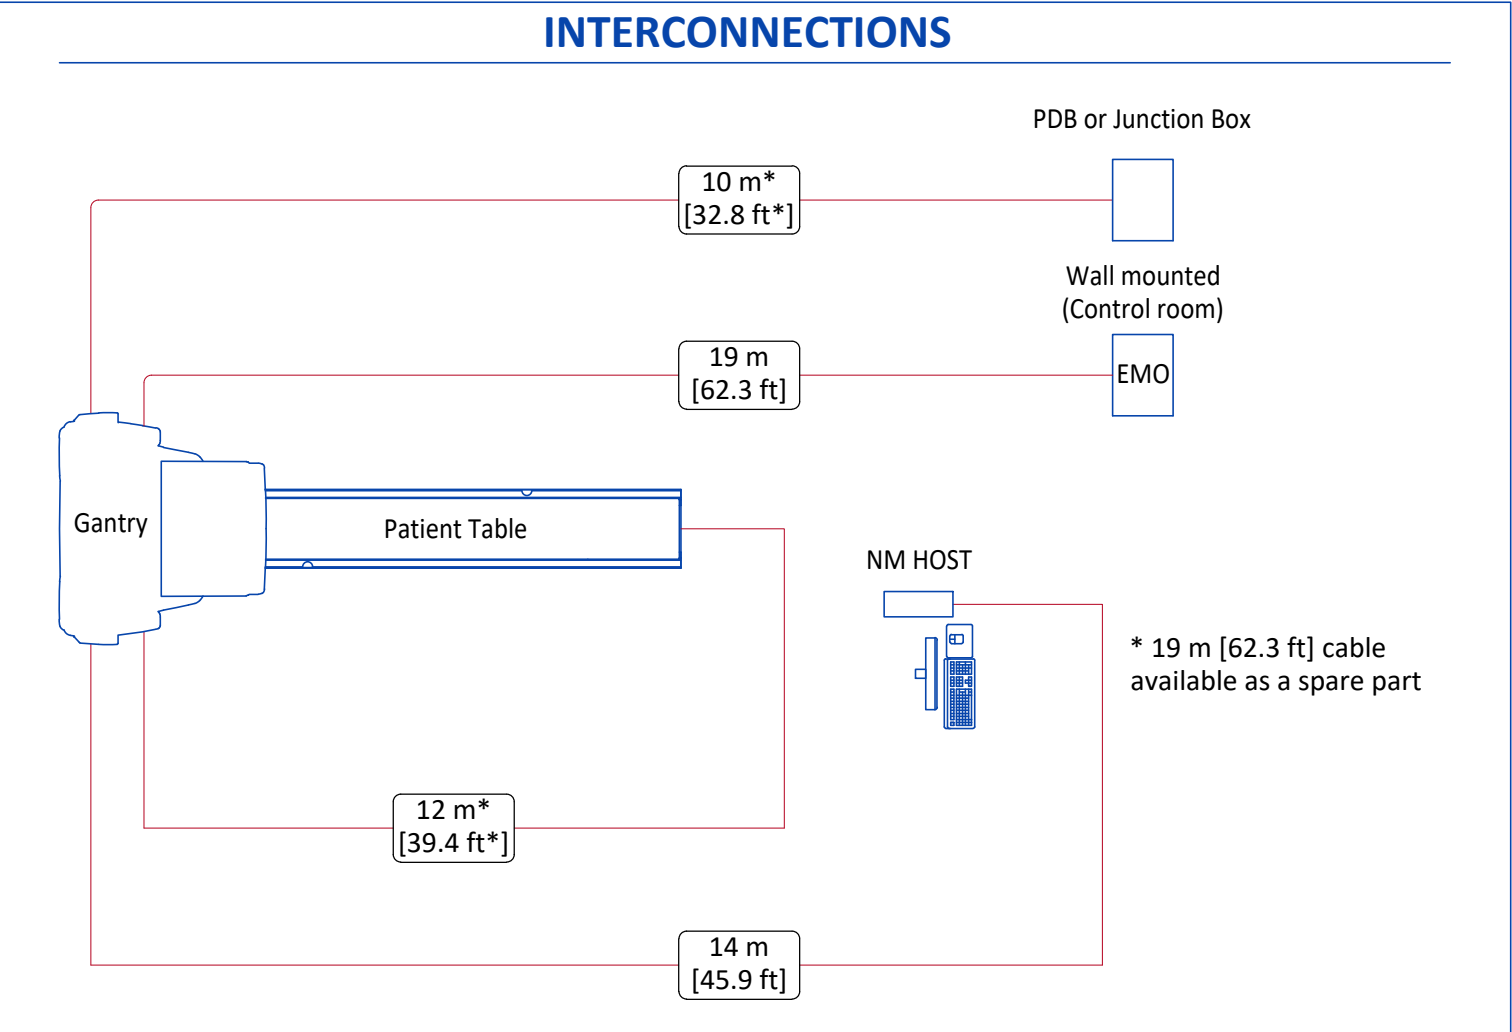 INTERCONNECTIONS
PDB or Junction Box
10 m*
[32.8 ft*]
Wall mounted
(Control room)
19 m
[62.3 ft]
EMO
Gantry
Patient Table
NM HOST
* 19 m [62.3 ft] cable
available as a spare part
12 m*
[39.4 ft*]
14 m
[45.9 ft]